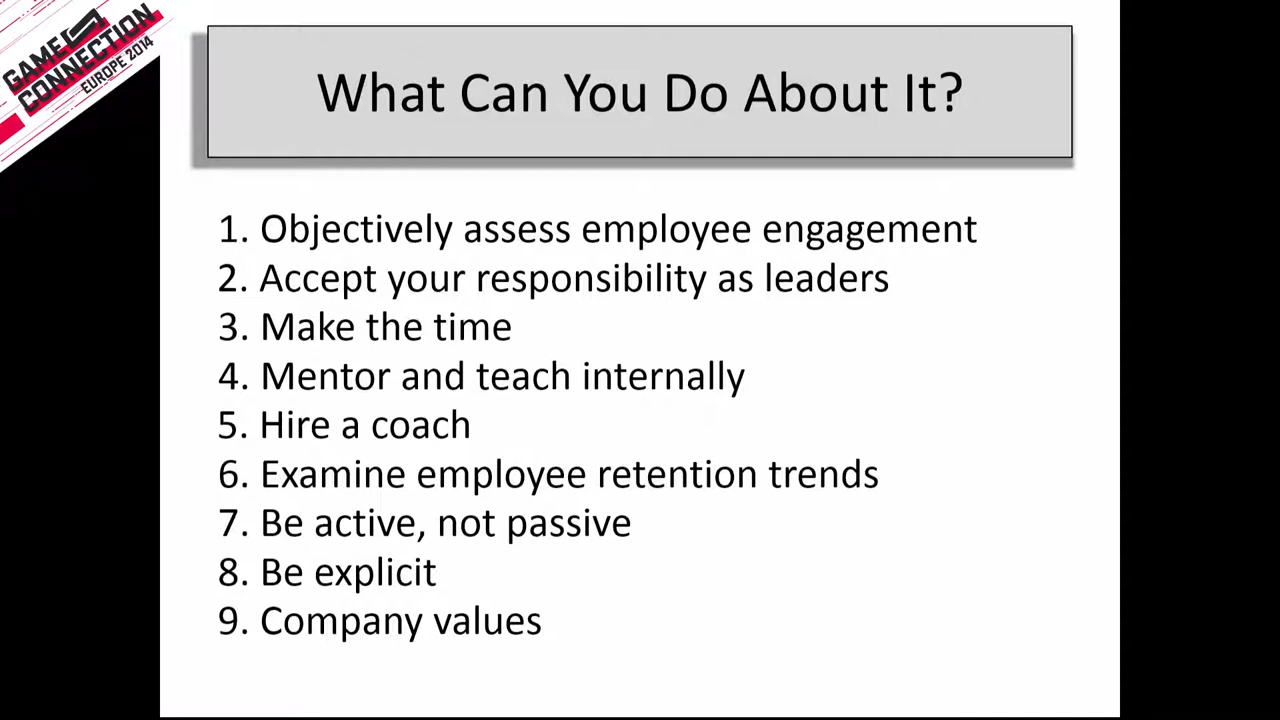 GAME
CONNECTION
EUROPE 2014
What Can You Do About It?
1. Objectively assess employee engagement
2. Accept your responsibility as leaders
3. Make the time
4. Mentor and teach internally
5. Hire a coach
6. Examine employee retention trends
7. Be active, not passive
8. Be explicit
9. Company values